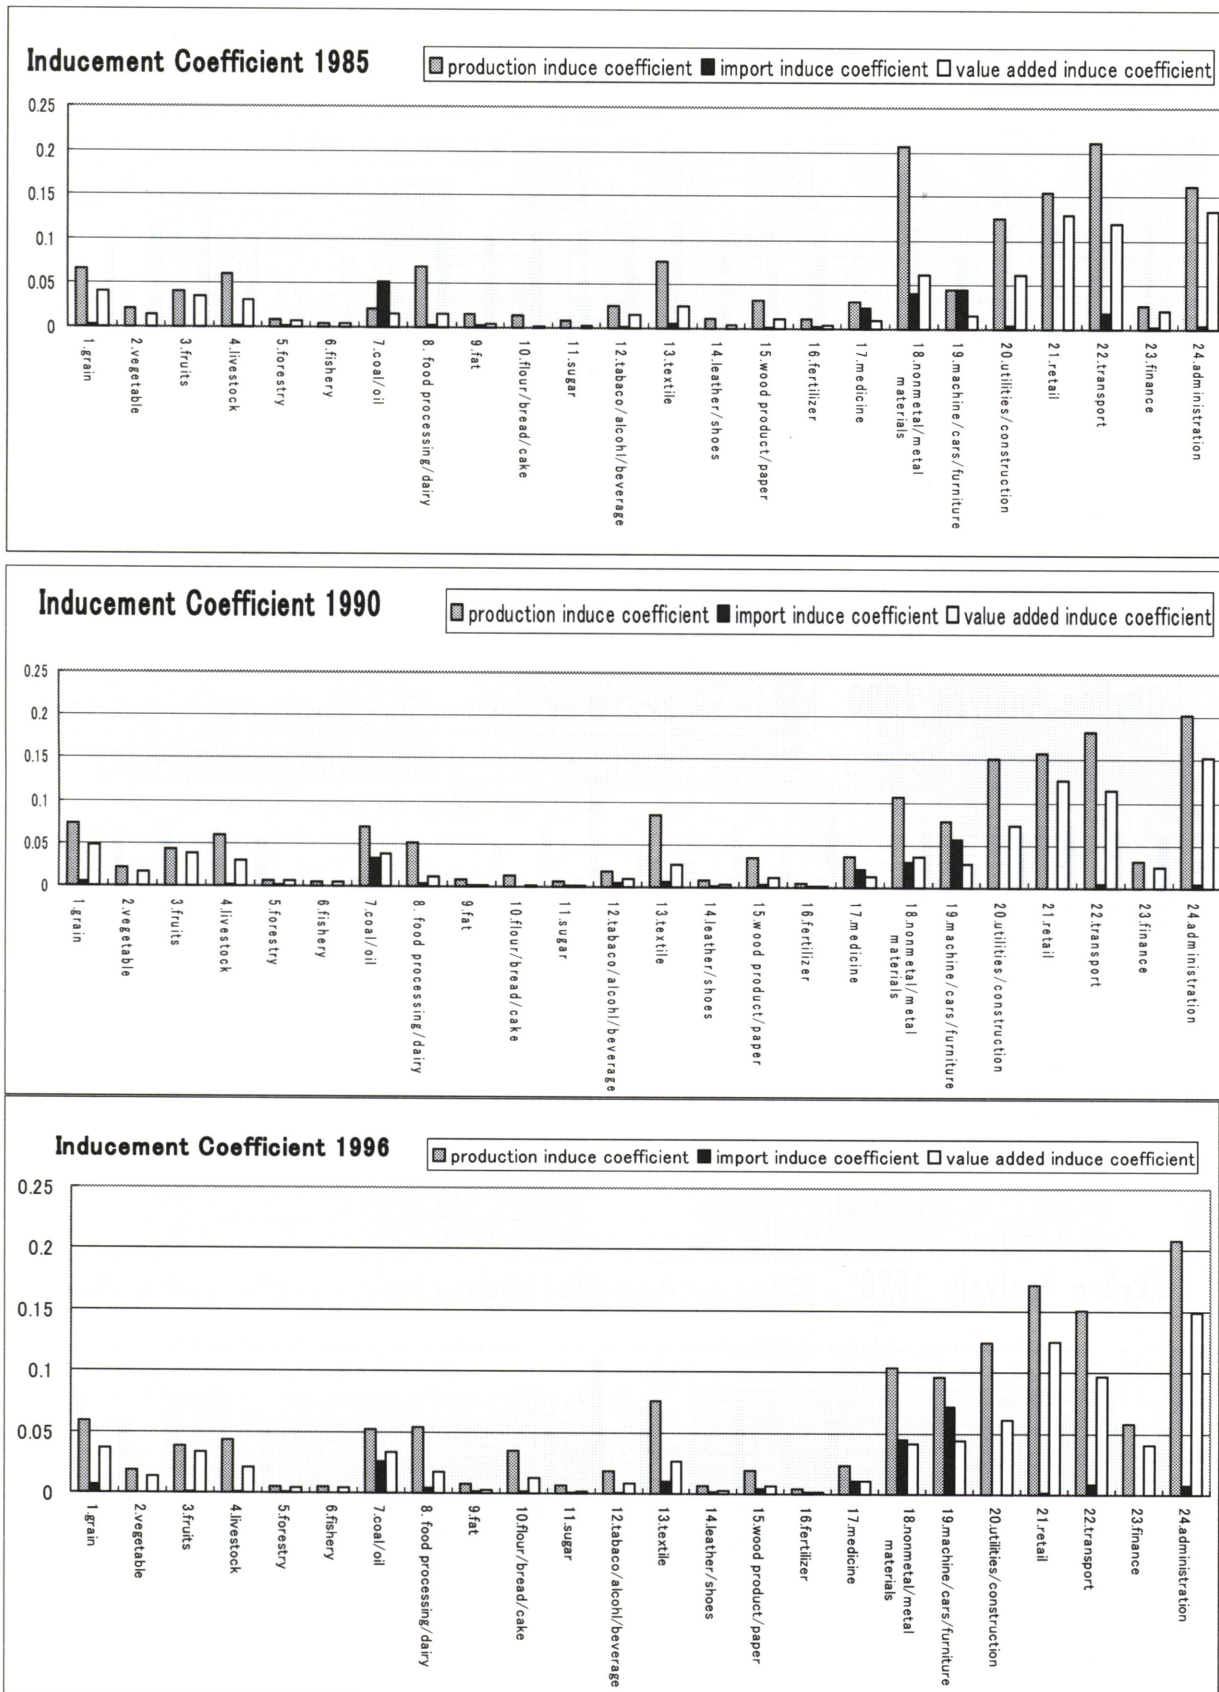 Inducement Coefficient 1985
production induce coefficient import induce coefficient value added induce coefficient
0.25
0.2
0.15
0.1
0.05
0
1.grain
2.vegetable
3.fruits
4.livestock
5.forestry
6.fishery
7.coal/oil
8. food processing/dairy
9.fat
10.flour/bread/cake
11.sugar
12.tabaco/alcohl/beverage
13.textile
14.leather/shoes
15.wood product/paper
16.fertilizer
17.medicine
18.nonmetal/metal
materials
19.machine/cars/furniture
20.utilities/construction
21.retail
22.transport
23.finance
24.administration
Inducement Coefficient 1990
production induce coefficient import induce coefficient value added induce coefficient
0.25
0.2
0.15
0.1
0.05
0
1.grain
2.vegetable
3.fruits
4.livestock
5.forestry
6.fishery
7.coal/oil
8. food processing/dairy
9.fat
10.flour/bread/cake
11.sugar
12.tabaco/alcohl/beverage
13.textile
14.leather/shoes
15.wood product/paper
16.fertilizer
17.medicine
18.nonmetal/metal
materials
19.machine/cars/furniture
20.utilities/construction
21.retail
22.transport
23.finance
24.administration
Inducement Coefficient 1996
production induce coefficient import induce coefficient value added induce coefficient
0.25
0.2
0.15
0.1
0.05
0
1.grain
2.vegetable
3.fruits
4.livestock
5.forestry
6.fishery
7.coal/oil
8. food processing/dairy
9.fat
10.flour/bread/cake
11.sugar
12.tabaco/alcohl/beverage
13.textile
14.leather/shoes
15.wood product/paper
16.fertilizer
17.medicine
18.nonmetal/metal
materials
19.machine/cars/furniture
20.utilities/construction
21.retail
22.transport
23.finance
24.administration